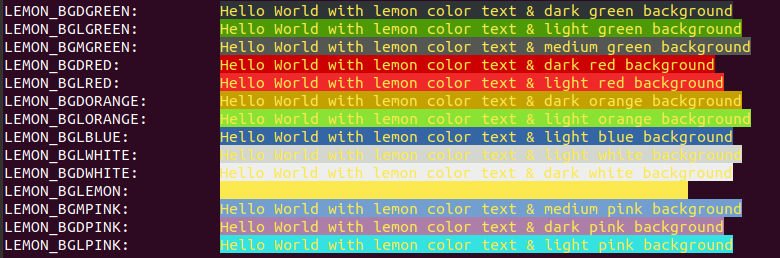 LEMON_BGDGREEN: Hello World with lemon color text & dark green background
LEMON_BGLGREEN: Hello World with lemon color text & light green background
LEMON_BGMGREEN: Hello World with lemon color text & medium green background
LEMON_BGDRED: Hello World with lemon color text & dark red background
LEMON_BGLRED: Hello World with lemon color text & light red background
LEMON_BGDORANGE: Hello World with lemon color text & dark orange background
LEMON_BGLORANGE: Hello World with lemon color text & light orange background
LEMON_BGLBLUE: Hello World with lemon color text & light blue background
LEMON_BGLWHITE: Hello World with lemon color text & light white background
LEMON_BGDWHITE: Hello World with lemon color text & dark white background
LEMON_BGLEMON:
LEMON_BGMPINK: Hello World with lemon color text & medium pink background
LEMON_BGDPINK: Hello World with lemon color text & dark pink background
LEMON_BGLPINK: Hello World with lemon color text & light pink background